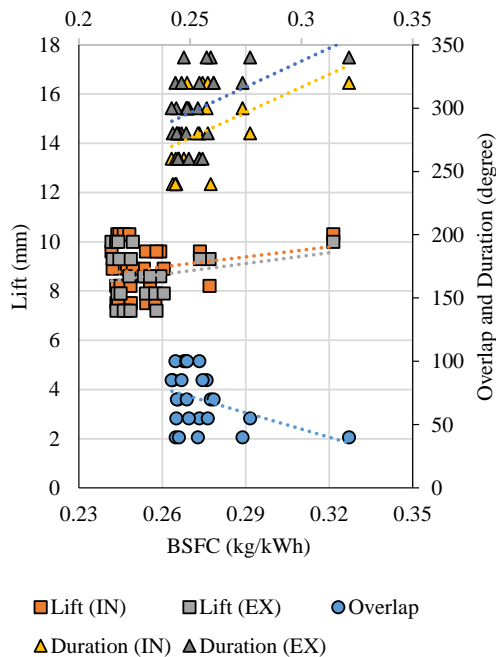 0.2 0.25 0.3 0.35
18 350
16 300
14
12 250
10 200
8 150
6
100
4
2 50
0 0
0.23 0.26 0.29 0.32 0.35
Lift (mm)
Overlap and Duration (degree)
BSFC (kg/kWh)
Lift (IN) Lift (EX) Overlap
Duration (IN) Duration (EX)